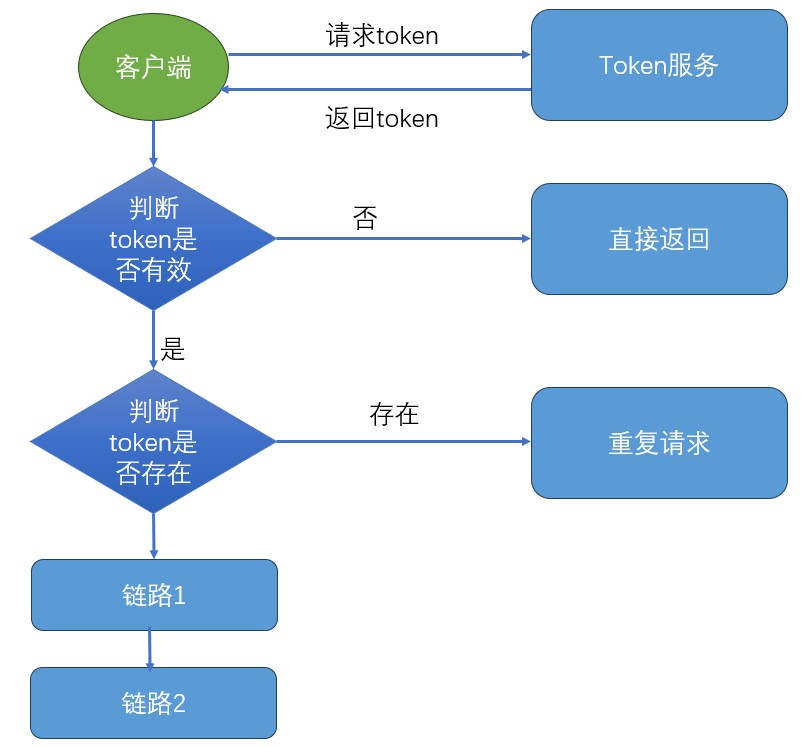 请求token
客户端
Token服务
返回token
判断
token是
否有效
否
直接返回
是
判断
token是
否存在
存在
重复请求
链路1
链路2